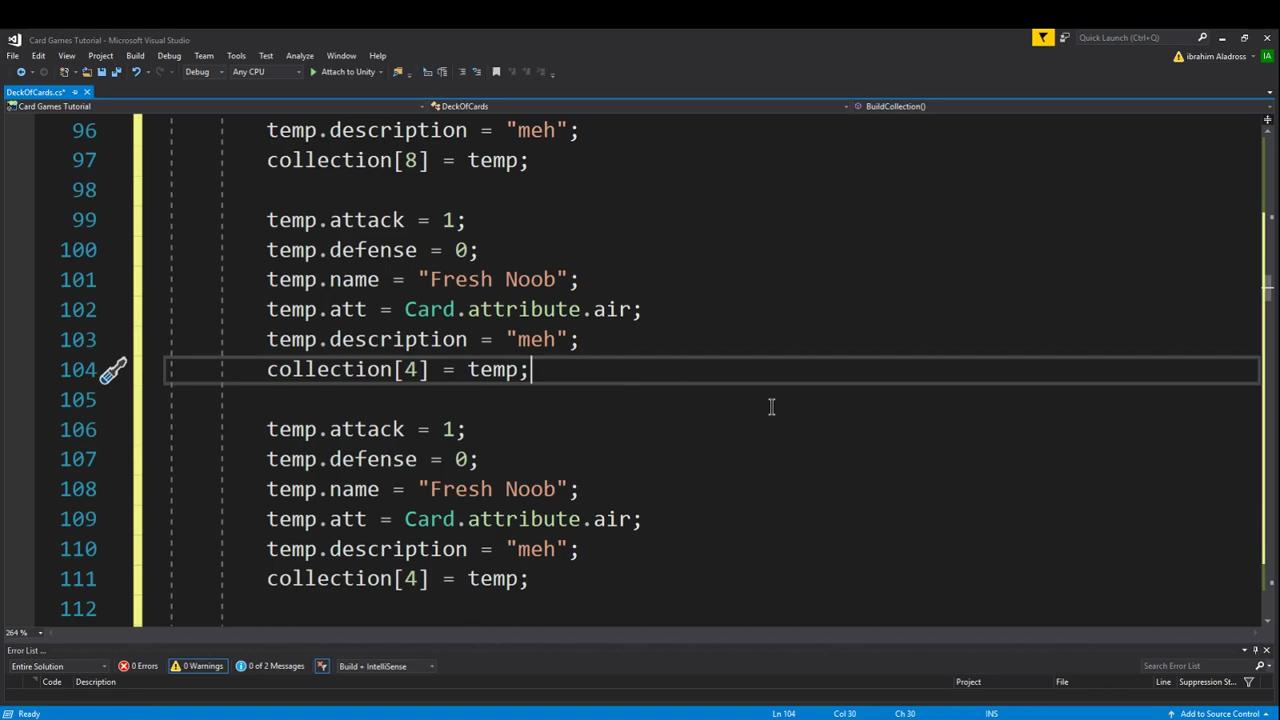 Card Games Tutorial - Microsoft Visual Studio
Quick Launch (Ctrl+Q)
File Edit View Project Build Debug Team Tools Test Analyze Window Help
ibrahim Aladross IA
Debug Any CPU Attach to Unity
DeckOfCards.cs*
Card Games Tutorial DeckOfCards BuildCollection()
96 temp.description = "meh";
97 collection[8] = temp;
98
99 temp.attack = 1;
100 temp.defense = 0;
101 temp.name = "Fresh Noob";
102 temp.att = Card.attribute.air;
103 temp.description = "meh";
104 collection[4] = temp;
105
106 temp.attack = 1;
107 temp.defense = 0;
108 temp.name = "Fresh Noob";
109 temp.att = Card.attribute.air;
110 temp.description = "meh";
111 collection[4] = temp;
112
264 %
Error List ...
Entire Solution 0 Errors 0 Warnings 0 of 2 Messages Build + IntelliSense Search Error List
Code Description Project File Line Suppression St...
Ready Ln 104 Col 30 Ch 30 INS Add to Source Control